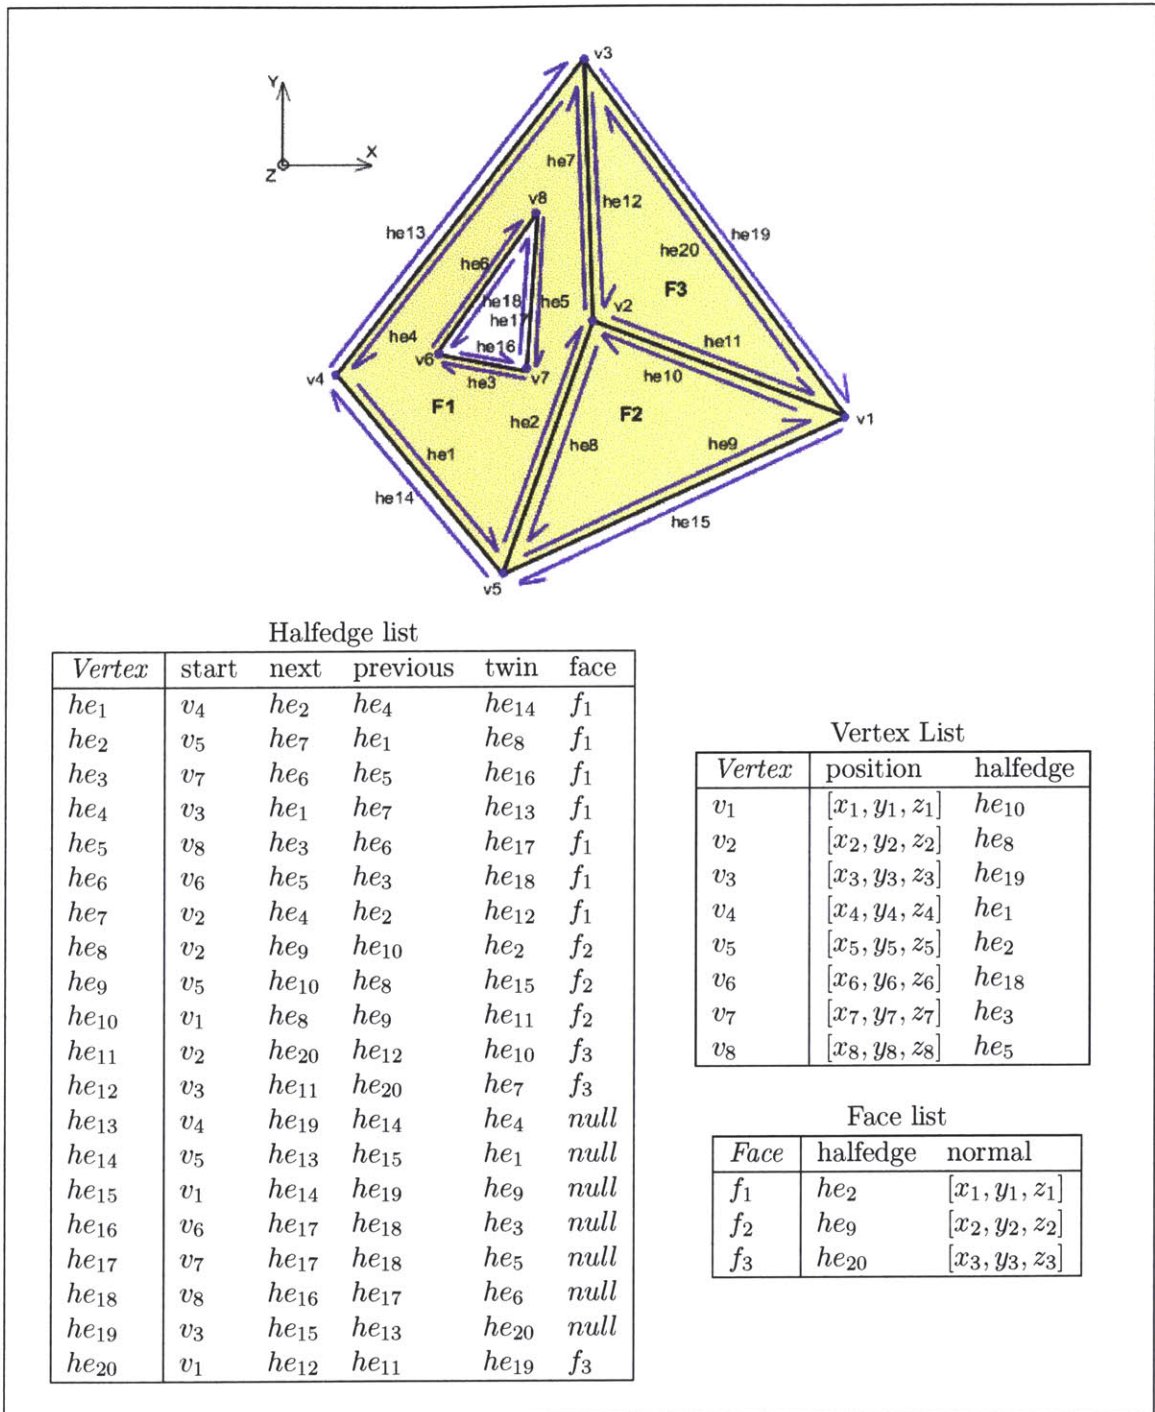 v3
Y
X
Z
he7
v8
he12
he13
he19
he6
he20
F3
he18
he5
v2
he17
he4
he16
he11
v6
v4
he3
v7
he10
F1
he2
F2
v1
he8
he9
he1
he14
he15
v5
Halfedge list
Vertex start next previous twin face
he1 v4 he2 he4 he14 f1
he2 v5 he7 he1 he8 f1
he3 v7 he6 he5 he16 f1
he4 v3 he1 he7 he13 f1
he5 v8 he3 he6 he17 f1
he6 v6 he5 he3 he18 f1
he7 v2 he4 he2 he12 f1
he8 v2 he9 he10 he2 f2
he9 v5 he10 he8 he15 f2
he10 v1 he8 he9 he11 f2
he11 v2 he20 he12 he10 f3
he12 v3 he11 he20 he7 f3
he13 v4 he19 he14 he4 null
he14 v5 he13 he15 he1 null
he15 v1 he14 he19 he9 null
he16 v6 he17 he18 he3 null
he17 v7 he17 he18 he5 null
he18 v8 he16 he17 he6 null
he19 v3 he15 he13 he20 null
he20 v1 he12 he11 he19 f3
Vertex List
Vertex position halfedge
v1 [x1, y1, z1] he10
v2 [x2, y2, z2] he8
v3 [x3, y3, z3] he19
v4 [x4, y4, z4] he1
v5 [x5, y5, z5] he2
v6 [x6, y6, z6] he18
v7 [x7, y7, z7] he3
v8 [x8, y8, z8] he5
Face list
Face halfedge normal
f1 he2 [x1, y1, z1]
f2 he9 [x2, y2, z2]
f3 he20 [x3, y3, z3]